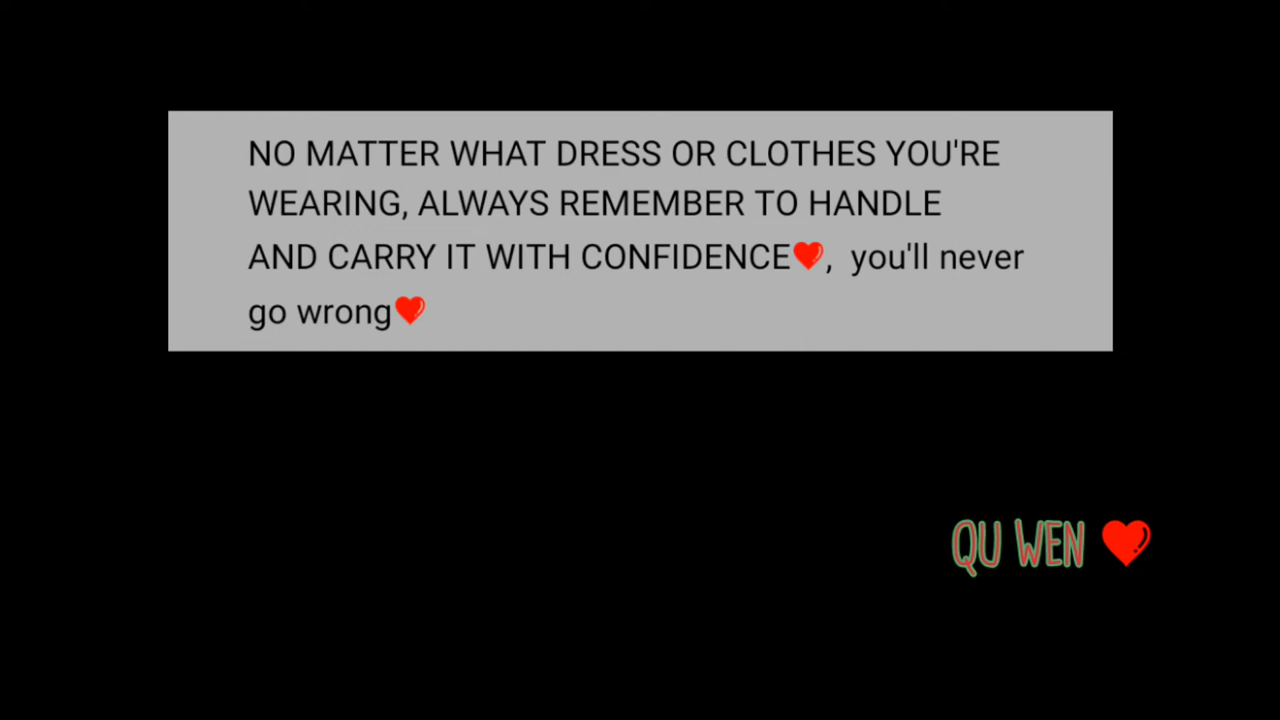 NO MATTER WHAT DRESS OR CLOTHES YOU'RE
WEARING, ALWAYS REMEMBER TO HANDLE
AND CARRY IT WITH CONFIDENCE❤️,  you'll never
go wrong❤️
QU WEN ❤️